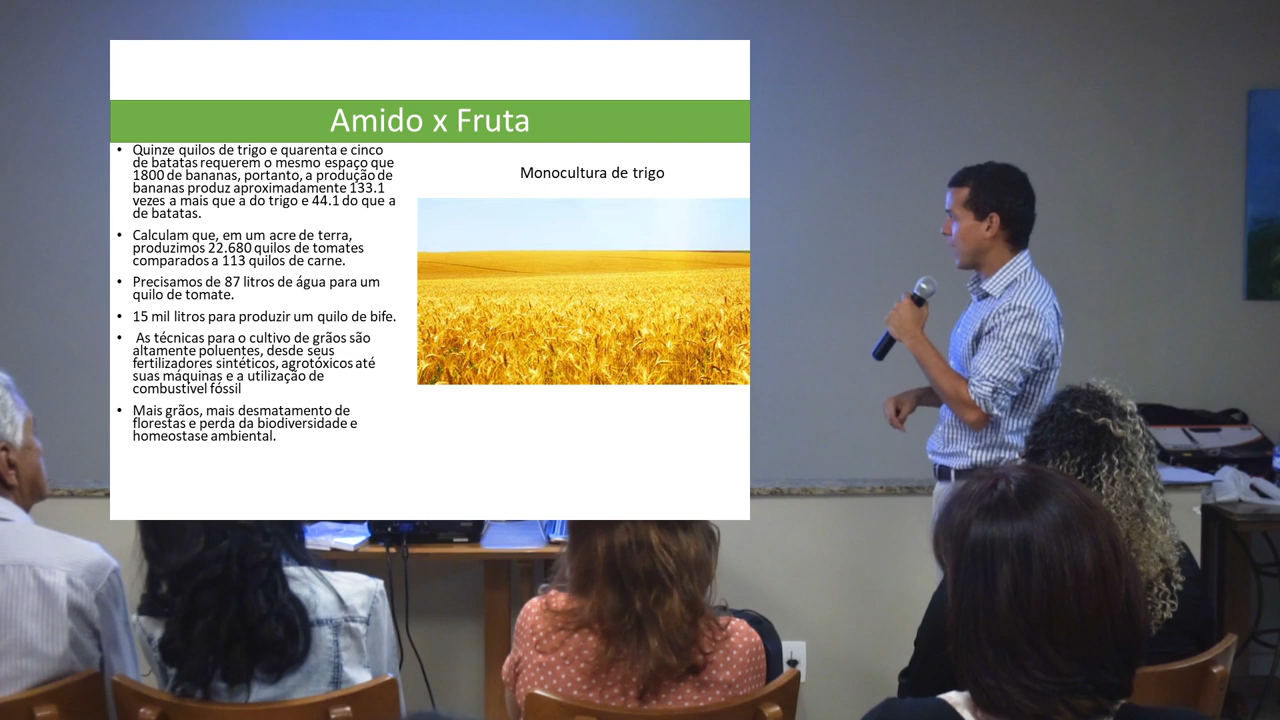 Amido x Fruta
• Quinze quilos de trigo e quarenta e cinco
de batatas requerem o mesmo espaço que
1800 de bananas, portanto, a produção de
bananas produz aproximadamente 133.1
vezes a mais que a do trigo e 44.1 do que a
de batatas.
• Calculam que, em um acre de terra,
produzimos 22.680 quilos de tomates
comparados a 113 quilos de carne.
• Precisamos de 87 litros de água para um
quilo de tomate.
• 15 mil litros para produzir um quilo de bife.
• As técnicas para o cultivo de grãos são
altamente poluentes, desde seus
fertilizadores sintéticos, agrotóxicos até
suas máquinas e a utilização de
combustível fóssil
• Mais grãos, mais desmatamento de
florestas e perda da biodiversidade e
homeostase ambiental.
Monocultura de trigo